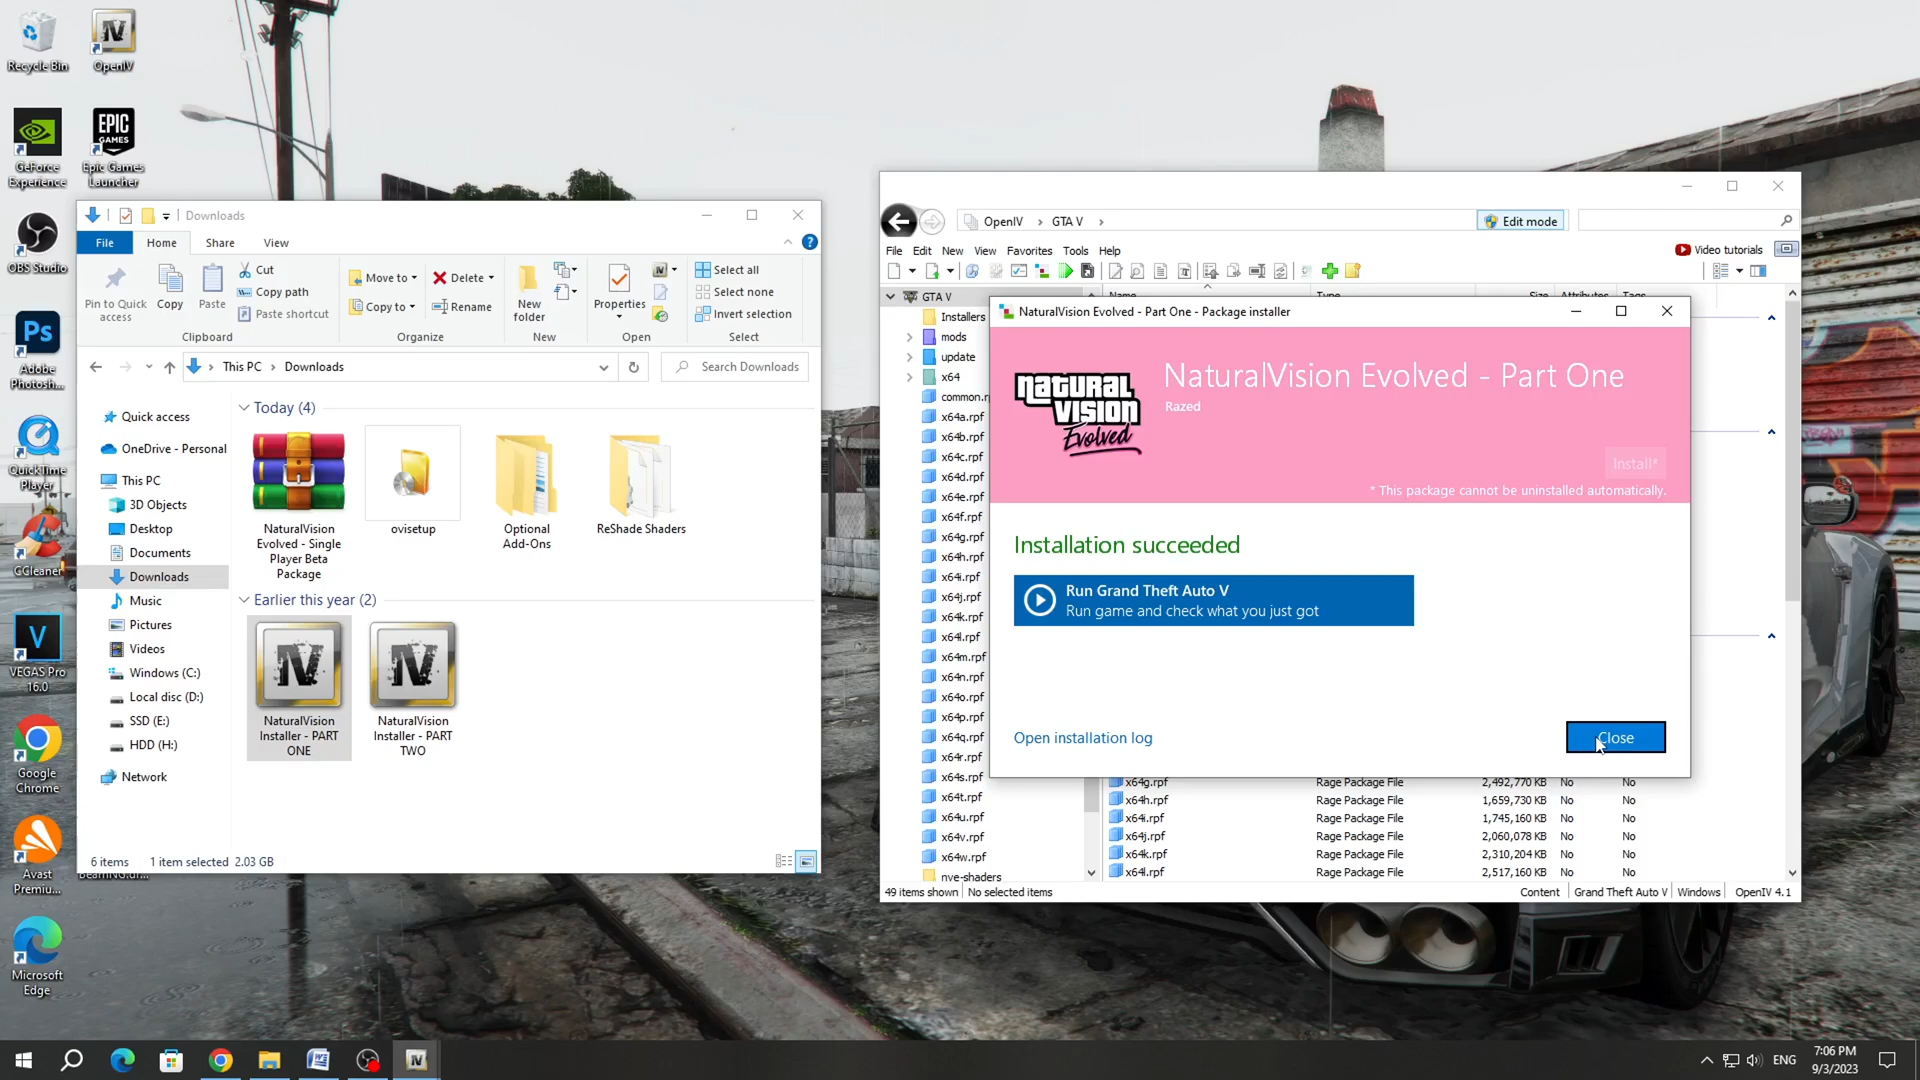 Recycle Bin
OpenIV
GeForce
Experience
EPIC
GAMES
Epic Games
Launcher
OBS Studio
Ps
Adobe
Photosh...
QuickTime
Player
CCleaner
V
VEGAS Pro
16.0
Google
Chrome
Avast
Premiu...
Microsoft
Edge
Downloads
File
Home
Share
View
Pin to Quick
access
Copy
Paste
Cut
Copy path
Paste shortcut
Clipboard
Move to
Copy to
Delete
Rename
Organize
New
folder
New
Properties
Open
Select all
Select none
Invert selection
Select
This PC > Downloads
Search Downloads
Quick access
OneDrive - Personal
This PC
3D Objects
Desktop
Documents
Downloads
Music
Pictures
Videos
Windows (C:)
Local disc (D:)
SSD (E:)
HDD (H:)
Network
Today (4)
NaturalVision
Evolved - Single
Player Beta
Package
ovisetup
Optional
Add-Ons
ReShade Shaders
Earlier this year (2)
NaturalVision
Installer - PART
ONE
NaturalVision
Installer - PART
TWO
6 items 1 item selected 2.03 GB
OpenIV > GTA V >
Edit mode
File Edit New View Favorites Tools Help
Video tutorials
GTA V
Installers
mods
update
x64
common.r
x64a.rpf
x64b.rpf
x64c.rpf
x64d.rpf
x64e.rpf
x64f.rpf
x64g.rpf
x64h.rpf
x64i.rpf
x64j.rpf
x64k.rpf
x64l.rpf
x64m.rpf
x64n.rpf
x64o.rpf
x64p.rpf
x64q.rpf
x64r.rpf
x64s.rpf
x64t.rpf
x64u.rpf
x64v.rpf
x64w.rpf
nve-shaders
Name Type Size Attributes Tags
NaturalVision Evolved - Part One - Package installer
natural
vision
Evolved
NaturalVision Evolved - Part One
Razed
Install*
* This package cannot be uninstalled automatically.
Installation succeeded
Run Grand Theft Auto V
Run game and check what you just got
Open installation log
Close
x64g.rpf Rage Package File 2,492,770 KB No No
x64h.rpf Rage Package File 1,659,730 KB No No
x64i.rpf Rage Package File 1,745,160 KB No No
x64j.rpf Rage Package File 2,060,078 KB No No
x64k.rpf Rage Package File 2,310,204 KB No No
x64l.rpf Rage Package File 2,517,160 KB No No
49 items shown No selected items Content Grand Theft Auto V Windows OpenIV 4.1
ENG
7:06 PM
9/3/2023